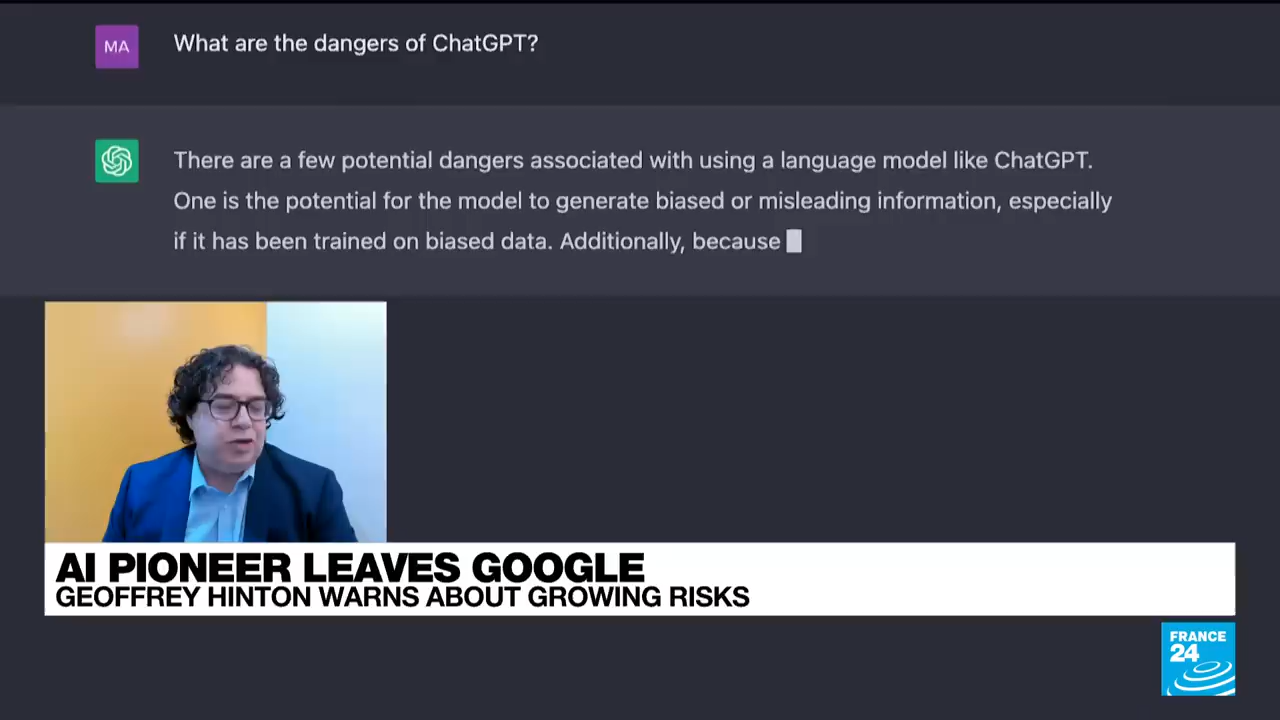 MA
What are the dangers of ChatGPT?
There are a few potential dangers associated with using a language model like ChatGPT.
One is the potential for the model to generate biased or misleading information, especially
if it has been trained on biased data. Additionally, because
AI PIONEER LEAVES GOOGLE
GEOFFREY HINTON WARNS ABOUT GROWING RISKS
FRANCE
24